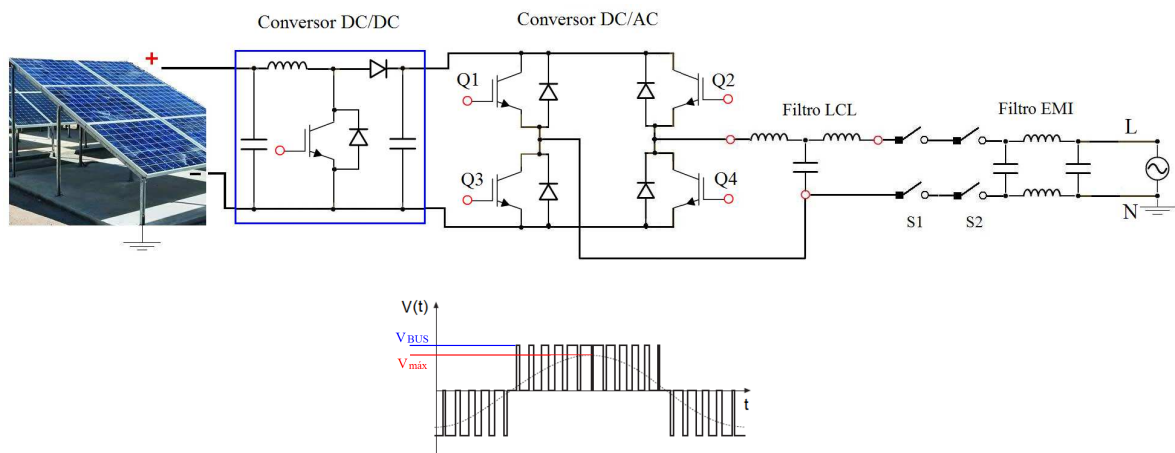 Conversor DC/DC
Conversor DC/AC
+
-
Q1
Q2
Q3
Q4
Filtro LCL
Filtro EMI
L
N
S1
S2
V(t)
VBUS
Vmáx
t